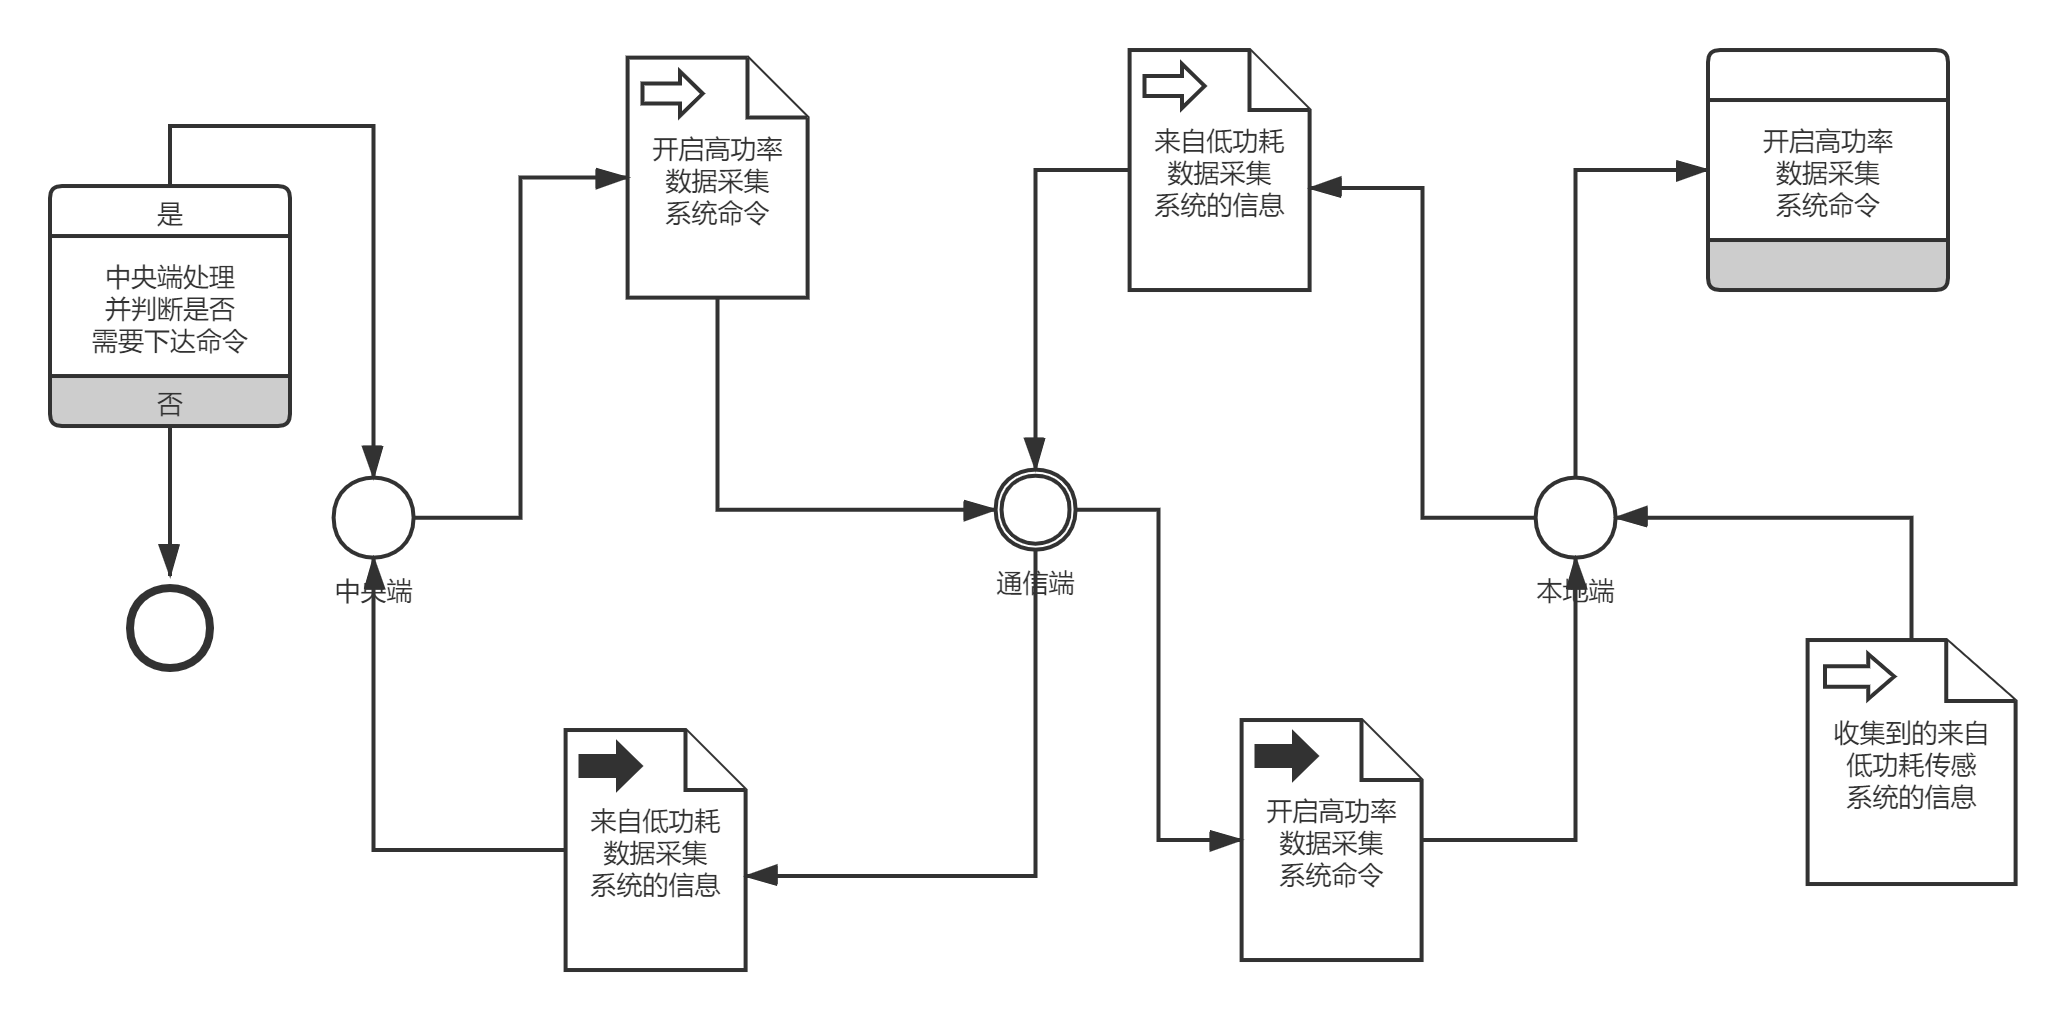 是
中央端处理
并判断是否
需要下达命令
否
中央端
开启高功率
数据采集
系统命令
来自低功耗
数据采集
系统的信息
通信端
来自低功耗
数据采集
系统的信息
开启高功率
数据采集
系统命令
本地端
开启高功率
数据采集
系统命令
收集到的来自
低功耗传感
系统的信息